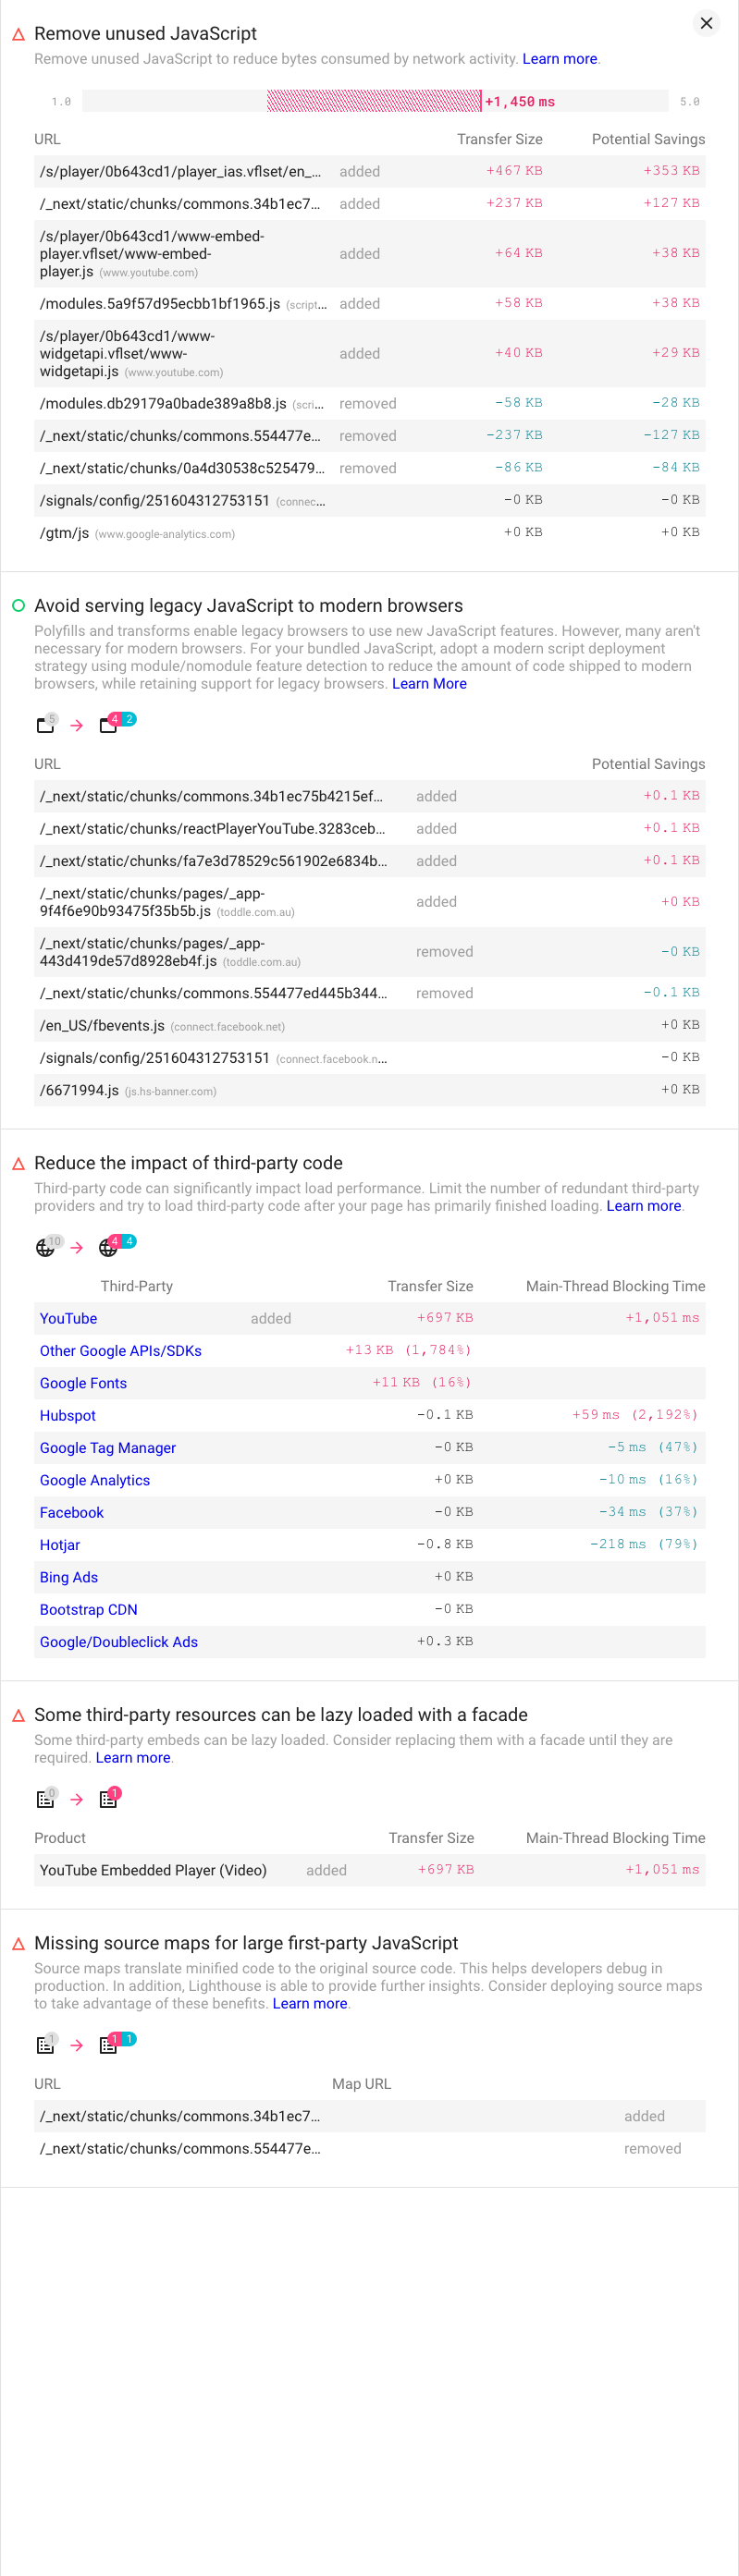 Remove unused JavaScript
Remove unused JavaScript to reduce bytes consumed by network activity. Learn more.
1.0 +1,450 ms 5.0
URL Transfer Size Potential Savings
/s/player/0b643cd1/player_ias.vflset/en_... added +467 KB +353 KB
/_next/static/chunks/commons.34b1ec7... added +237 KB +127 KB
/s/player/0b643cd1/www-embed-
player.vflset/www-embed-
player.js (www.youtube.com) added +64 KB +38 KB
/modules.5a9f57d95ecbb1bf1965.js (script... added +58 KB +38 KB
/s/player/0b643cd1/www-
widgetapi.vflset/www-
widgetapi.js (www.youtube.com) added +40 KB +29 KB
/modules.db29179a0bade389a8b8.js (scri... removed -58 KB -28 KB
/_next/static/chunks/commons.554477e... removed -237 KB -127 KB
/_next/static/chunks/0a4d30538c525479... removed -86 KB -84 KB
/signals/config/251604312753151 (connec... -0 KB -0 KB
/gtm/js (www.google-analytics.com) +0 KB +0 KB
Avoid serving legacy JavaScript to modern browsers
Polyfills and transforms enable legacy browsers to use new JavaScript features. However, many aren't
necessary for modern browsers. For your bundled JavaScript, adopt a modern script deployment
strategy using module/nomodule feature detection to reduce the amount of code shipped to modern
browsers, while retaining support for legacy browsers. Learn More
5 → 4 2
URL Potential Savings
/_next/static/chunks/commons.34b1ec75b4215ef... added +0.1 KB
/_next/static/chunks/reactPlayerYouTube.3283ceb... added +0.1 KB
/_next/static/chunks/fa7e3d78529c561902e6834b... added +0.1 KB
/_next/static/chunks/pages/_app-
9f4f6e90b93475f35b5b.js (toddle.com.au) added +0 KB
/_next/static/chunks/pages/_app-
443d419de57d8928eb4f.js (toddle.com.au) removed -0 KB
/_next/static/chunks/commons.554477ed445b344... removed -0.1 KB
/en_US/fbevents.js (connect.facebook.net) +0 KB
/signals/config/251604312753151 (connect.facebook.n... -0 KB
/6671994.js (js.hs-banner.com) +0 KB
Reduce the impact of third-party code
Third-party code can significantly impact load performance. Limit the number of redundant third-party
providers and try to load third-party code after your page has primarily finished loading. Learn more.
10 → 4 4
Third-Party Transfer Size Main-Thread Blocking Time
YouTube added +697 KB +1,051 ms
Other Google APIs/SDKs +13 KB (1,784%)
Google Fonts +11 KB (16%)
Hubspot -0.1 KB +59 ms (2,192%)
Google Tag Manager -0 KB -5 ms (47%)
Google Analytics +0 KB -10 ms (16%)
Facebook -0 KB -34 ms (37%)
Hotjar -0.8 KB -218 ms (79%)
Bing Ads +0 KB
Bootstrap CDN -0 KB
Google/Doubleclick Ads +0.3 KB
Some third-party resources can be lazy loaded with a facade
Some third-party embeds can be lazy loaded. Consider replacing them with a facade until they are
required. Learn more.
0 → 1
Product Transfer Size Main-Thread Blocking Time
YouTube Embedded Player (Video) added +697 KB +1,051 ms
Missing source maps for large first-party JavaScript
Source maps translate minified code to the original source code. This helps developers debug in
production. In addition, Lighthouse is able to provide further insights. Consider deploying source maps
to take advantage of these benefits. Learn more.
1 → 1 1
URL Map URL
/_next/static/chunks/commons.34b1ec7... added
/_next/static/chunks/commons.554477e... removed